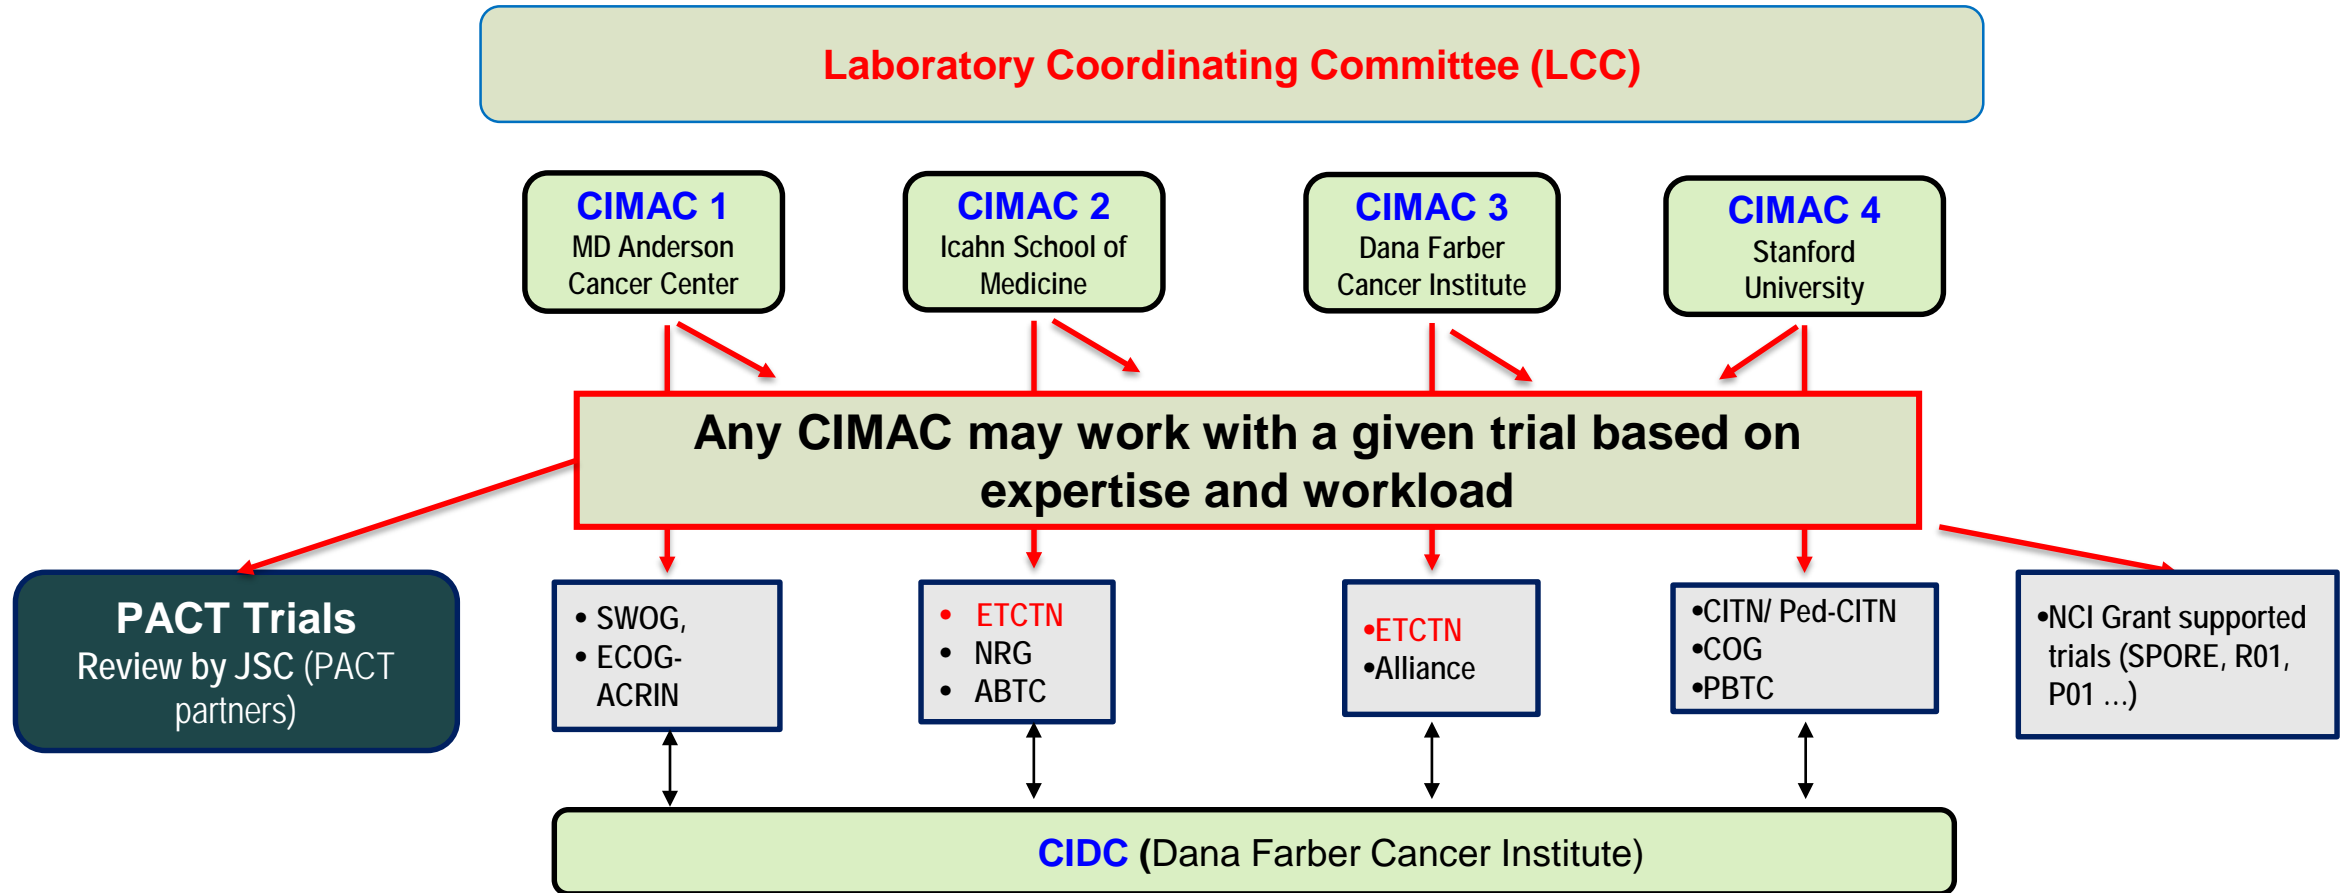 Laboratory Coordinating Committee (LCC)
CIMAC 1
MD Anderson
Cancer Center
CIMAC 2
Icahn School of
Medicine
CIMAC 3
Dana Farber
Cancer Institute
CIMAC 4
Stanford
University
Any CIMAC may work with a given trial based on
expertise and workload
PACT Trials
Review by JSC (PACT
partners)
• SWOG,
• ECOG-
ACRIN
• ETCTN
• NRG
• ABTC
•ETCTN
•Alliance
•CITN/ Ped-CITN
•COG
•PBTC
•NCI Grant supported
trials (SPORE, R01,
P01 …)
CIDC (Dana Farber Cancer Institute)